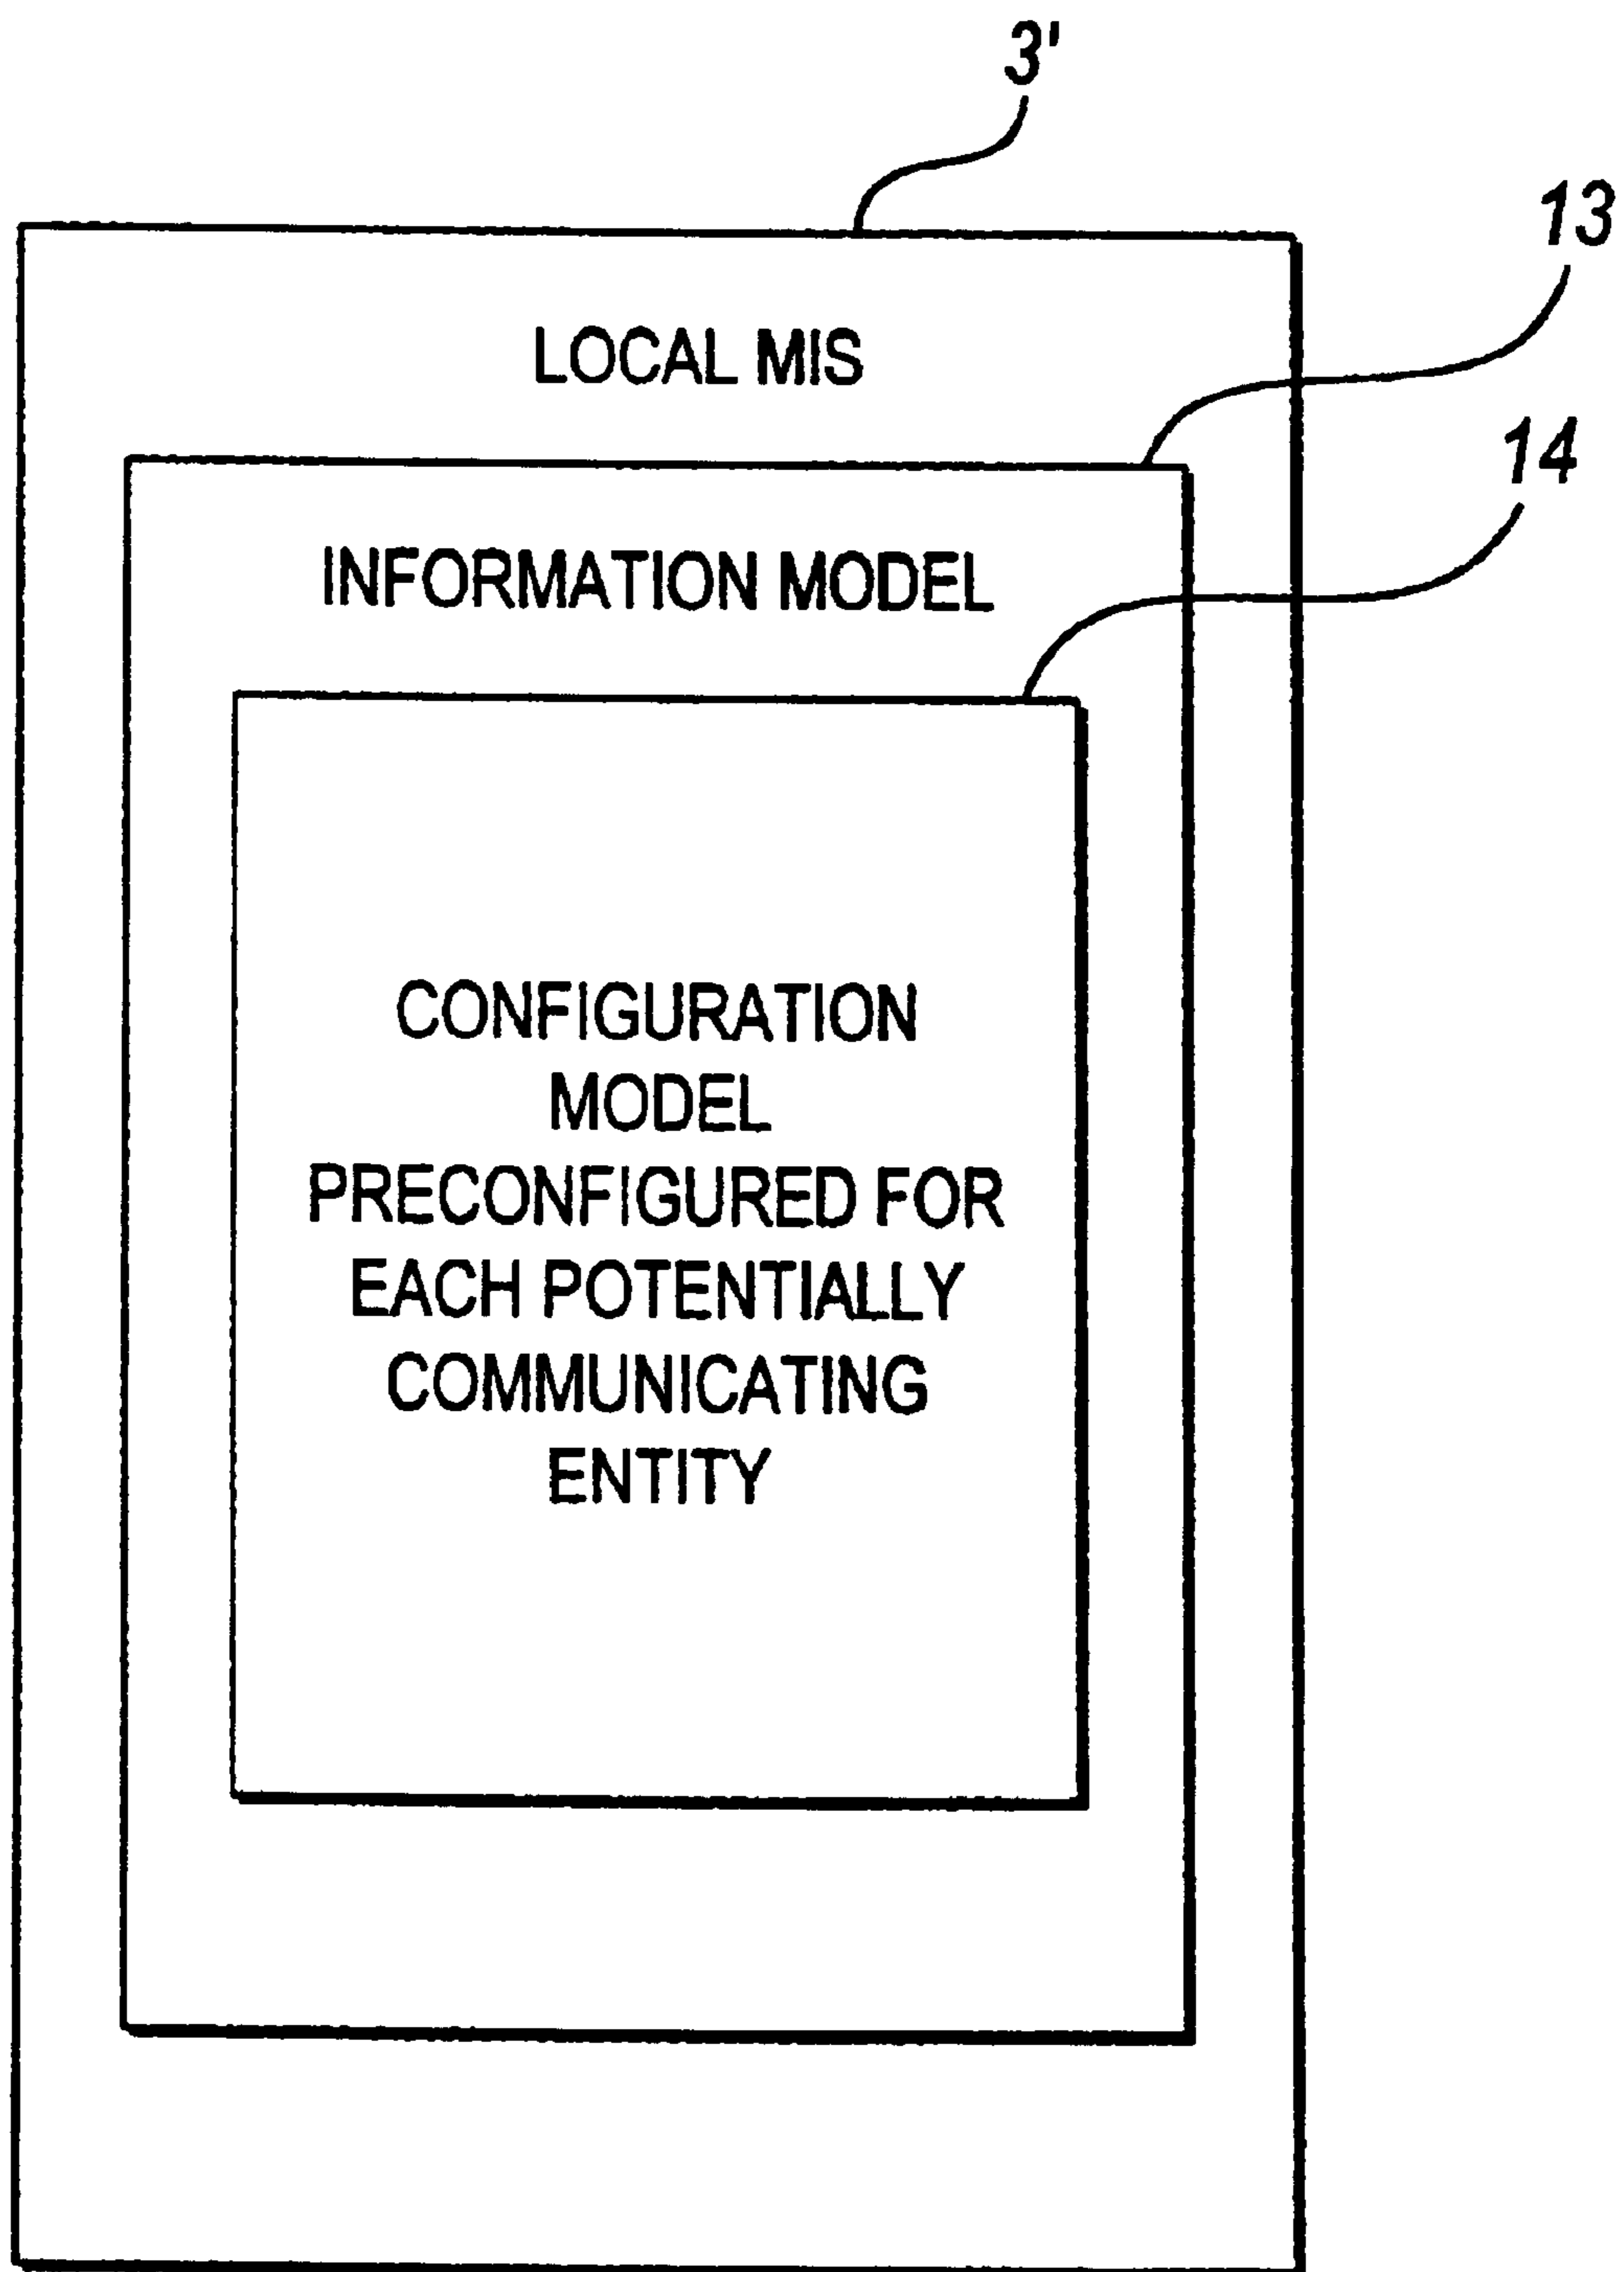 3'
13
LOCAL MIS
14
INFORMATION MODEL
CONFIGURATION
MODEL
PRECONFIGURED FOR
EACH POTENTIALLY
COMMUNICATING
ENTITY